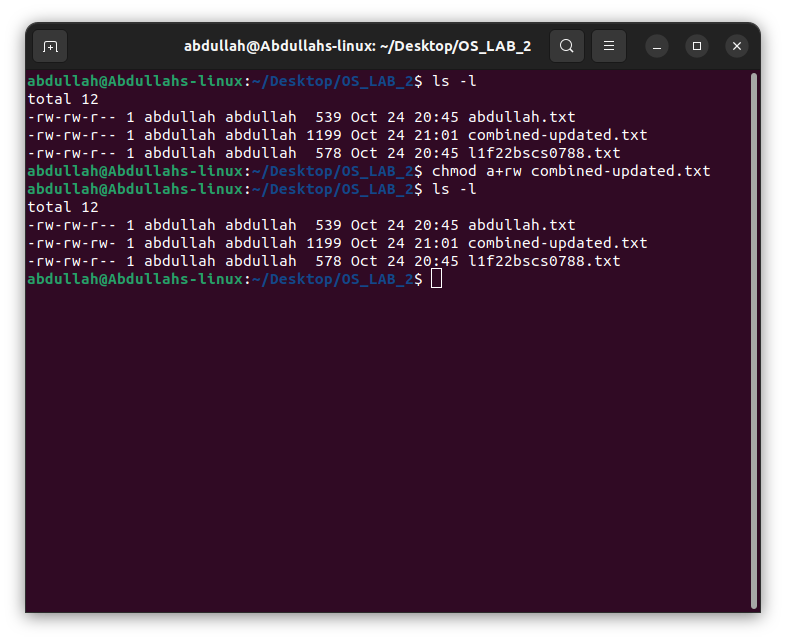 abdullah@Abdullahs-linux: ~/Desktop/OS_LAB_2
abdullah@Abdullahs-linux:~/Desktop/OS_LAB_2$ ls -l
total 12
-rw-rw-r-- 1 abdullah abdullah  539 Oct 24 20:45 abdullah.txt
-rw-rw-r-- 1 abdullah abdullah 1199 Oct 24 21:01 combined-updated.txt
-rw-rw-r-- 1 abdullah abdullah  578 Oct 24 20:45 l1f22bscs0788.txt
abdullah@Abdullahs-linux:~/Desktop/OS_LAB_2$ chmod a+rw combined-updated.txt
abdullah@Abdullahs-linux:~/Desktop/OS_LAB_2$ ls -l
total 12
-rw-rw-r-- 1 abdullah abdullah  539 Oct 24 20:45 abdullah.txt
-rw-rw-rw- 1 abdullah abdullah 1199 Oct 24 21:01 combined-updated.txt
-rw-rw-r-- 1 abdullah abdullah  578 Oct 24 20:45 l1f22bscs0788.txt
abdullah@Abdullahs-linux:~/Desktop/OS_LAB_2$